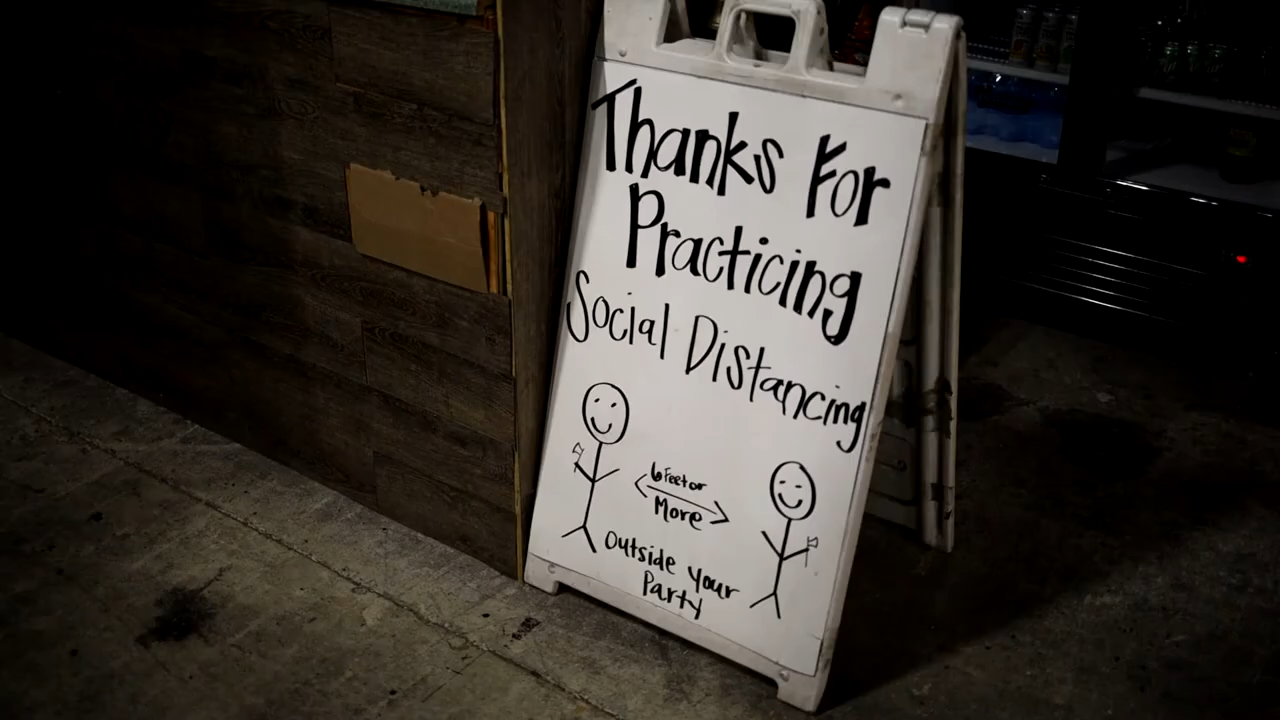 Thanks For
Practicing
Social Distancing
6 Feet or
More
Outside Your
Party